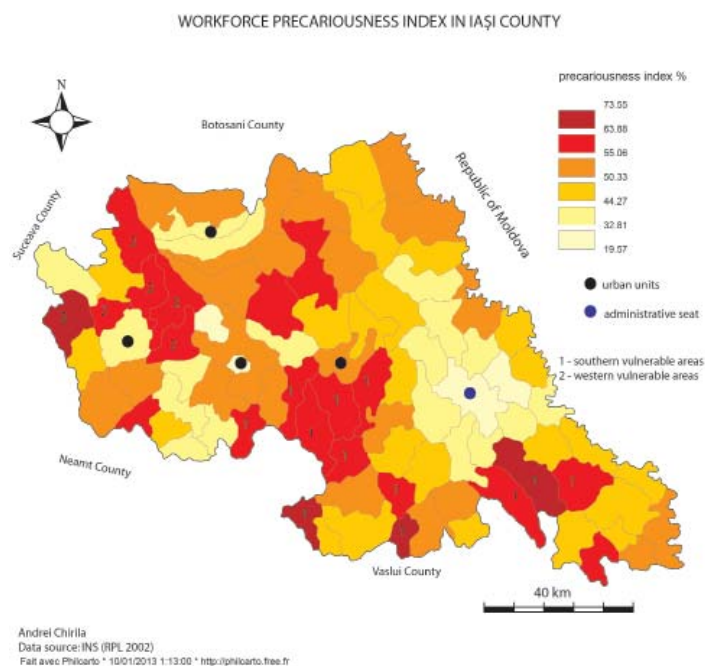 WORKFORCE PRECARIOUSNESS INDEX IN IAȘI COUNTY
N
Botosani County
Suceava County
Republic of Moldova
precariousness index %
73.55
63.88
55.06
50.33
44.27
32.81
19.57
urban units
administrative seat
1 - southern vulnerable areas
2 - western vulnerable areas
Neamt County
Vaslui County
40 km
Andrei Chirila
Data source: INS (RPL 2002)
Fait avec Philcarto * 10/01/2013 1:13:00 * http://philcarto.free.fr